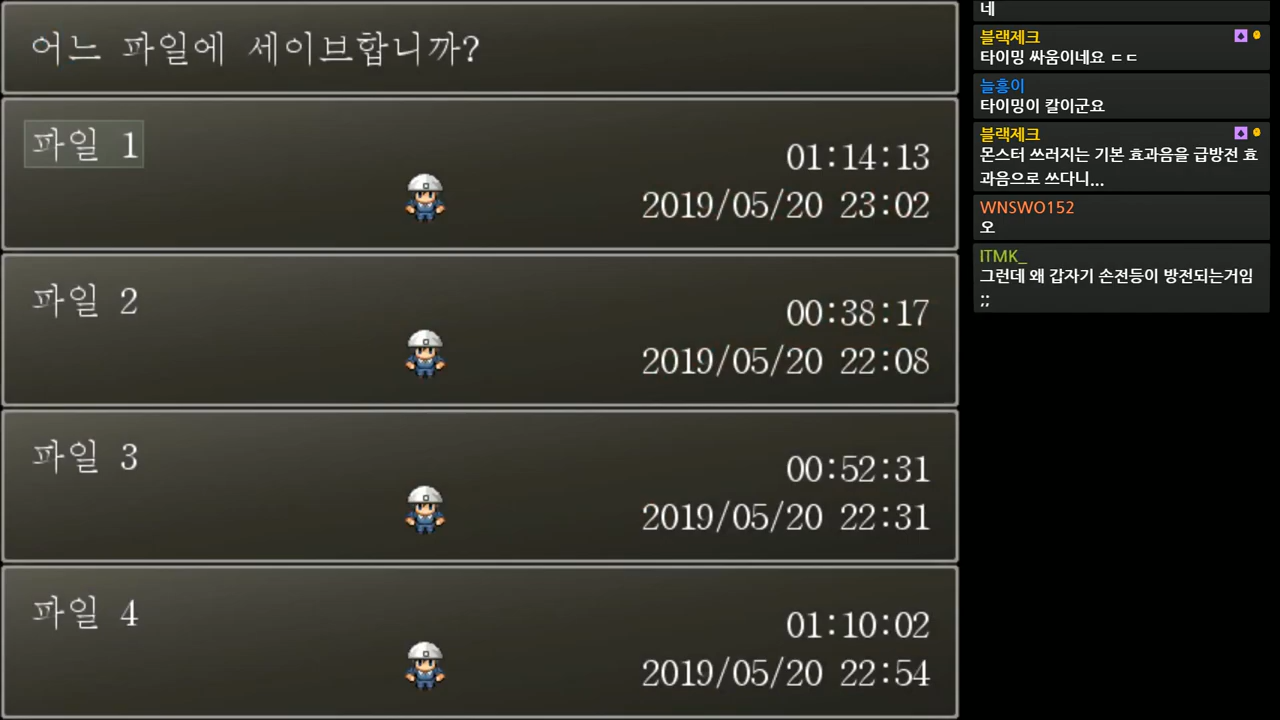 어느 파일에 세이브합니까?
파일 1
01:14:13
2019/05/20 23:02
파일 2
00:38:17
2019/05/20 22:08
파일 3
00:52:31
2019/05/20 22:31
파일 4
01:10:02
2019/05/20 22:54
네
블랙제크
타이밍 싸움이네요 ㄷㄷ
늘흥이
타이밍이 칼이군요
블랙제크
몬스터 쓰러지는 기본 효과음을 급방전 효
과음으로 쓰다니...
WNSWO152
오
ITMK_
그런데 왜 갑자기 손전등이 방전되는거임
;;